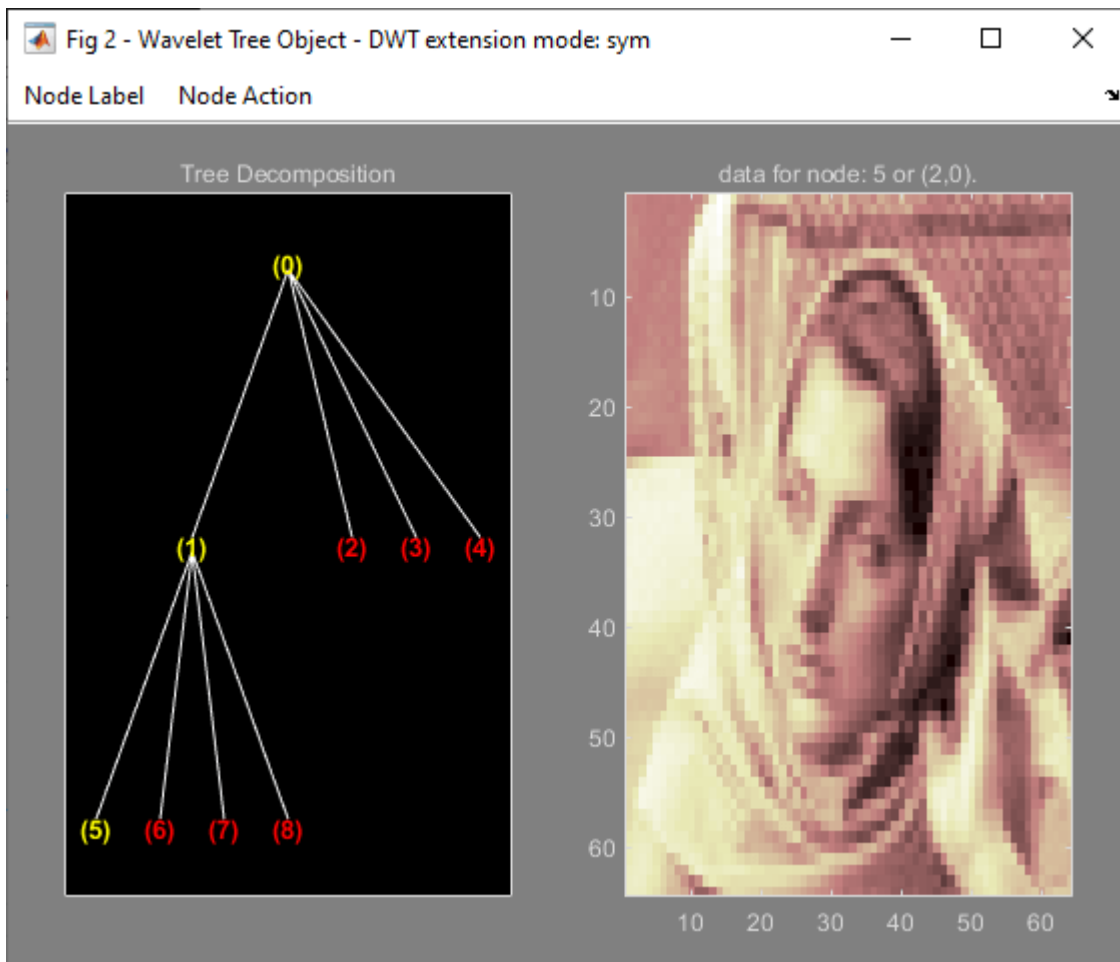 Fig 2 - Wavelet Tree Object - DWT extension mode: sym
Node Label Node Action
Tree Decomposition
(0)
(1) (2) (3) (4)
(5) (6) (7) (8)
data for node: 5 or (2,0).
10
20
30
40
50
60
10 20 30 40 50 60